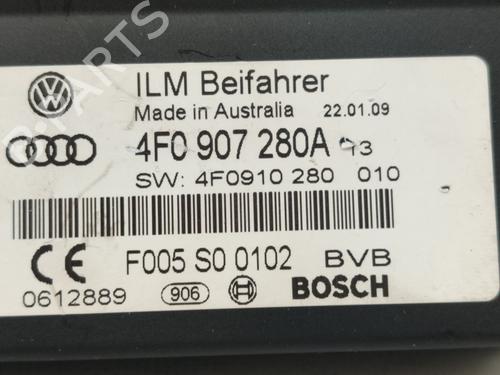 ILM Beifahrer
Made in Australia 22.01.09
4F0 907 280A 13
SW: 4F0910 280 010
F005 S0 0102 BVB
CE
0612889 906 BOSCH